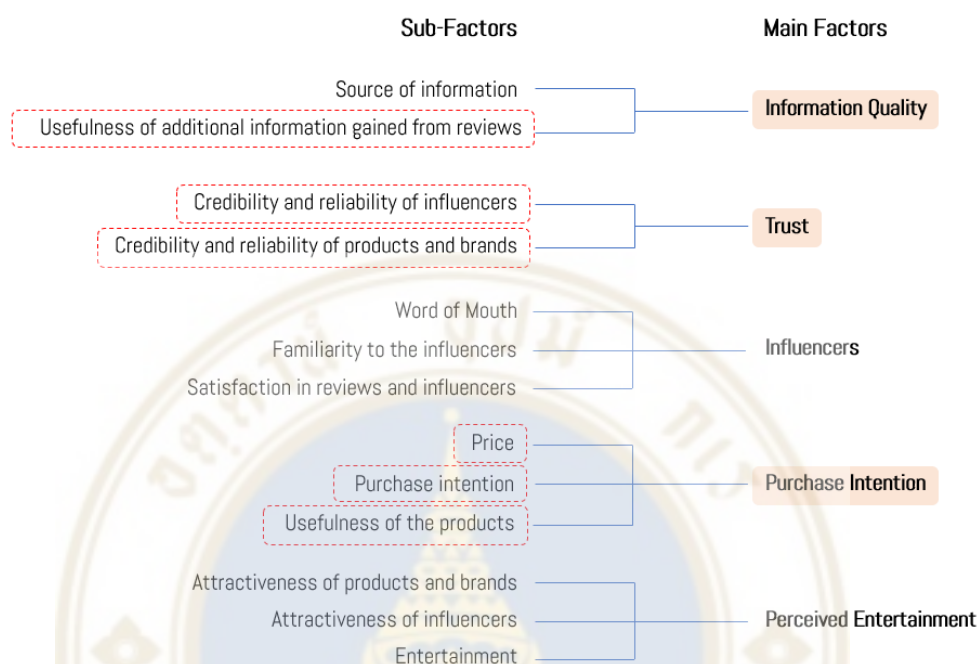 Sub-Factors Main Factors
Source of information
Information Quality
Usefulness of additional information gained from reviews
Credibility and reliability of influencers
Trust
Credibility and reliability of products and brands
Word of Mouth
Familiarity to the influencers Influencers
Satisfaction in reviews and influencers
Price
Purchase intention Purchase Intention
Usefulness of the products
Attractiveness of products and brands
Attractiveness of influencers Perceived Entertainment
Entertainment